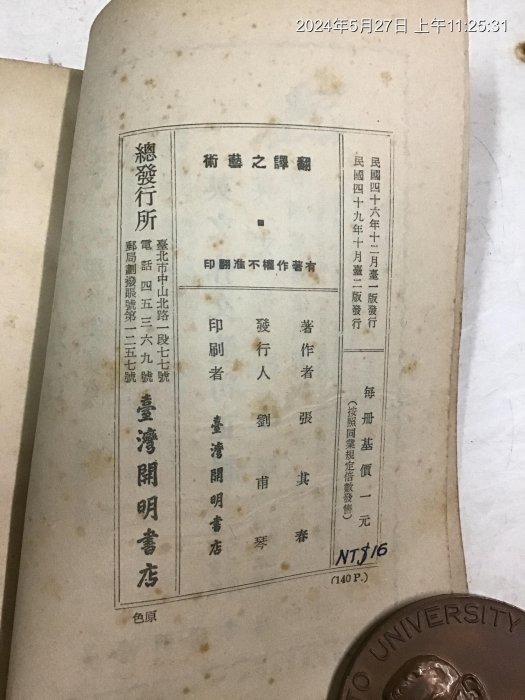 2024年5月27日 上午11:25:31
民國四十六年十二月臺一版發行
民國四十九年十月臺二版發行
每冊基價一元
(按照同業規定倍數發售)
NT$16
翻譯之藝術
有著作權不准翻印
著作者 張其春
發行人 劉甫琴
印刷者 臺灣開明書店
總發行所
臺北市中山北路一段七七號
電話四五三六九號
郵局劃撥賬號第一二五七號
臺灣開明書店
(140 P.)
原色
TO UNIVERSITY